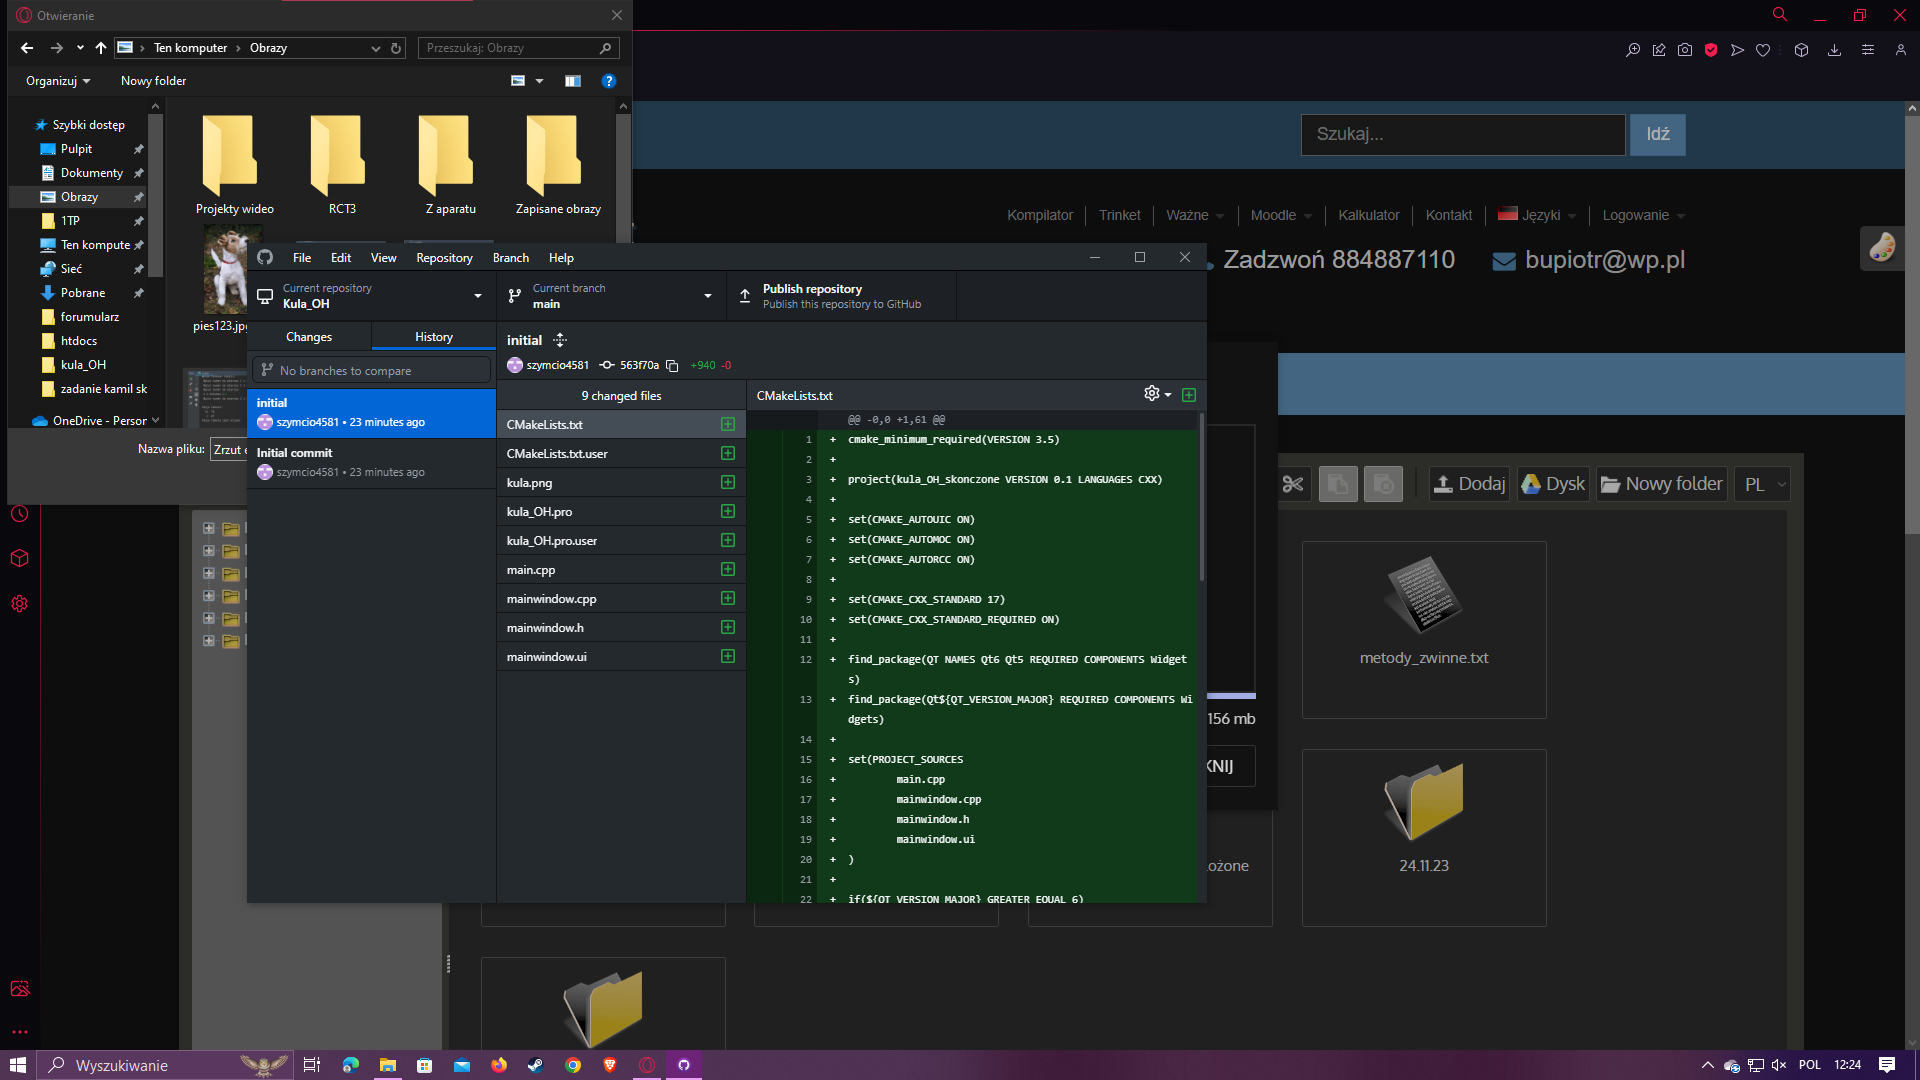 Otwieranie
Ten komputer
Obrazy
Przeszukaj: Obrazy
Organizuj
Nowy folder
Szybki dostęp
Pulpit
Dokumenty
Obrazy
1TP
Ten kompute
Sieć
Pobrane
forumularz
htdocs
kula_OH
zadanie kamil sk
OneDrive - Person
Projekty wideo
RCT3
Z aparatu
Zapisane obrazy
pies123.jpg
Nazwa pliku:
Zrzut e
File
Edit
View
Repository
Branch
Help
Current repository
Kula_OH
Current branch
main
Publish repository
Publish this repository to GitHub
Changes
History
No branches to compare
initial
szymcio4581 • 23 minutes ago
Initial commit
szymcio4581 • 23 minutes ago
initial
szymcio4581
563f70a
+940 -0
9 changed files
CMakeLists.txt
CMakeLists.txt.user
kula.png
kula_OH.pro
kula_OH.pro.user
main.cpp
mainwindow.cpp
mainwindow.h
mainwindow.ui
CMakeLists.txt
@@ -0,0 +1,61 @@
1 + cmake_minimum_required(VERSION 3.5)
2 +
3 + project(kula_OH_skonczone VERSION 0.1 LANGUAGES CXX)
4 +
5 + set(CMAKE_AUTOUIC ON)
6 + set(CMAKE_AUTOMOC ON)
7 + set(CMAKE_AUTORCC ON)
8 +
9 + set(CMAKE_CXX_STANDARD 17)
10 + set(CMAKE_CXX_STANDARD_REQUIRED ON)
11 +
12 + find_package(QT NAMES Qt6 Qt5 REQUIRED COMPONENTS Widget
s)
13 + find_package(Qt${QT_VERSION_MAJOR} REQUIRED COMPONENTS Wi
dgets)
14 +
15 + set(PROJECT_SOURCES
16 + main.cpp
17 + mainwindow.cpp
18 + mainwindow.h
19 + mainwindow.ui
20 + )
21 +
22 + if(${QT_VERSION_MAJOR} GREATER_EQUAL 6)
Szukaj...
Idź
Kompilator
Trinket
Ważne
Moodle
Kalkulator
Kontakt
Języki
Logowanie
Zadzwoń 884887110
bupiotr@wp.pl
Dodaj
Dysk
Nowy folder
PL
156 mb
KNIJ
metody_zwinne.txt
ożone
24.11.23
Wyszukiwanie
POL
12:24